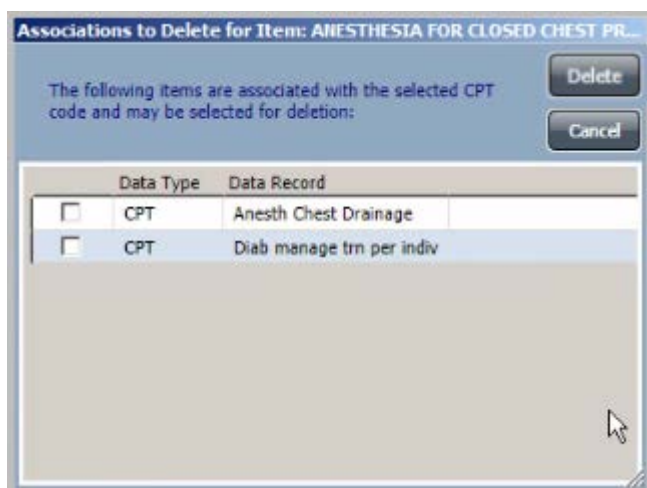 Associations to Delete for Item: ANESTHESIA FOR CLOSED CHEST PR...
The following items are associated with the selected CPT
code and may be selected for deletion:
Delete
Cancel
Data Type Data Record
CPT Anesth Chest Drainage
CPT Diab manage trn per indiv